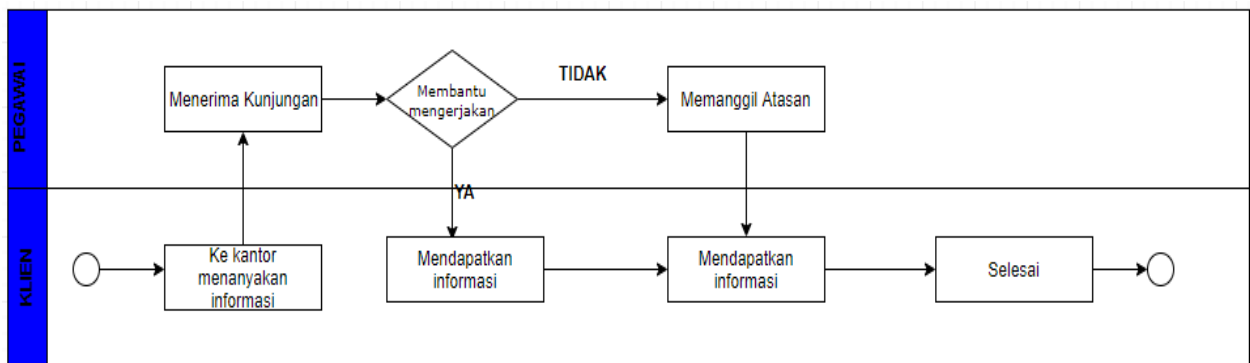 PEGAWAI
Menerima Kunjungan
Membantu
mengerjakan
TIDAK
Memanggil Atasan
YA
KLIEN
Ke kantor
menanyakan
informasi
Mendapatkan
informasi
Mendapatkan
informasi
Selesai